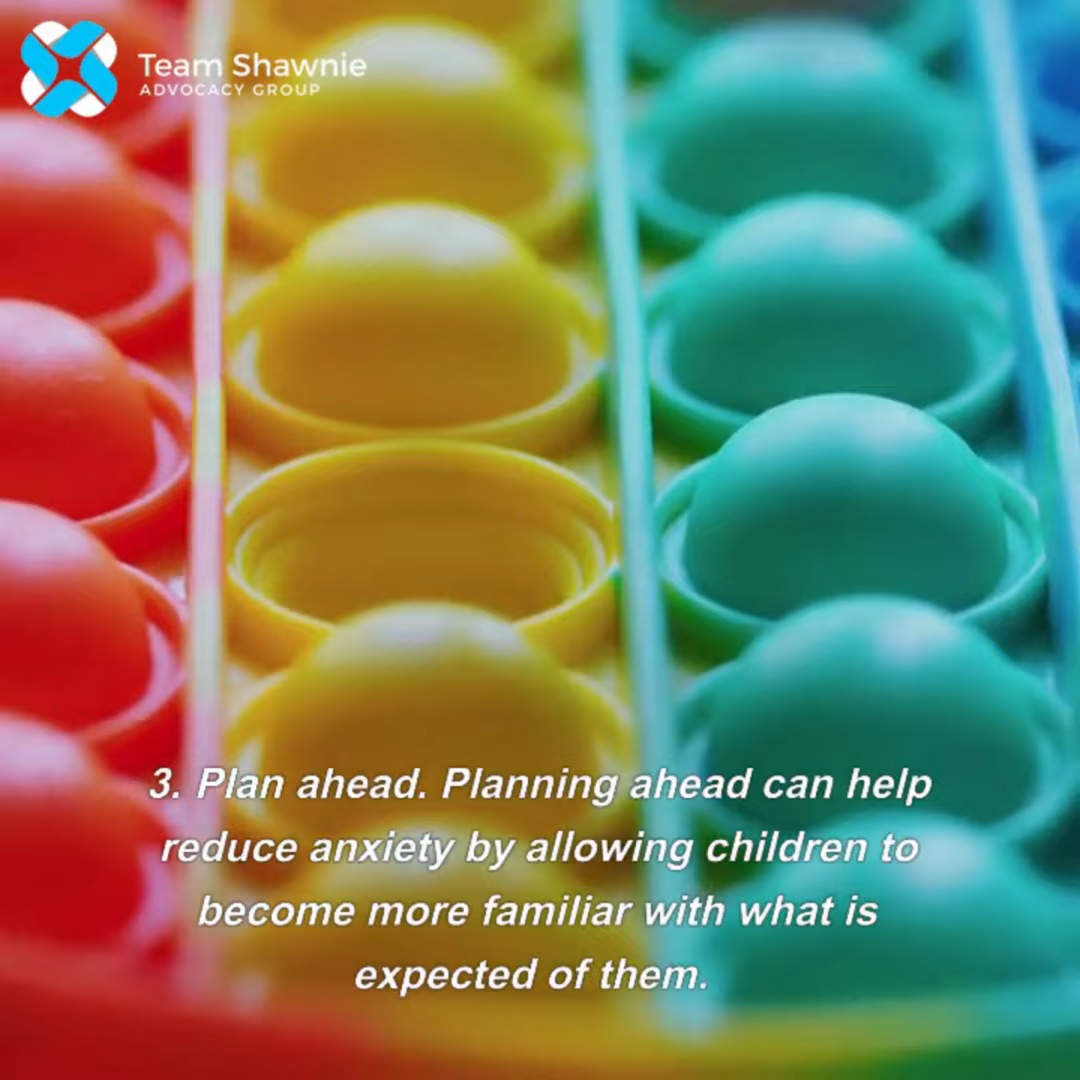 Team Shawnie
ADVOCACY GROUP
3. Plan ahead. Planning ahead can help
reduce anxiety by allowing children to
become more familiar with what is
expected of them.